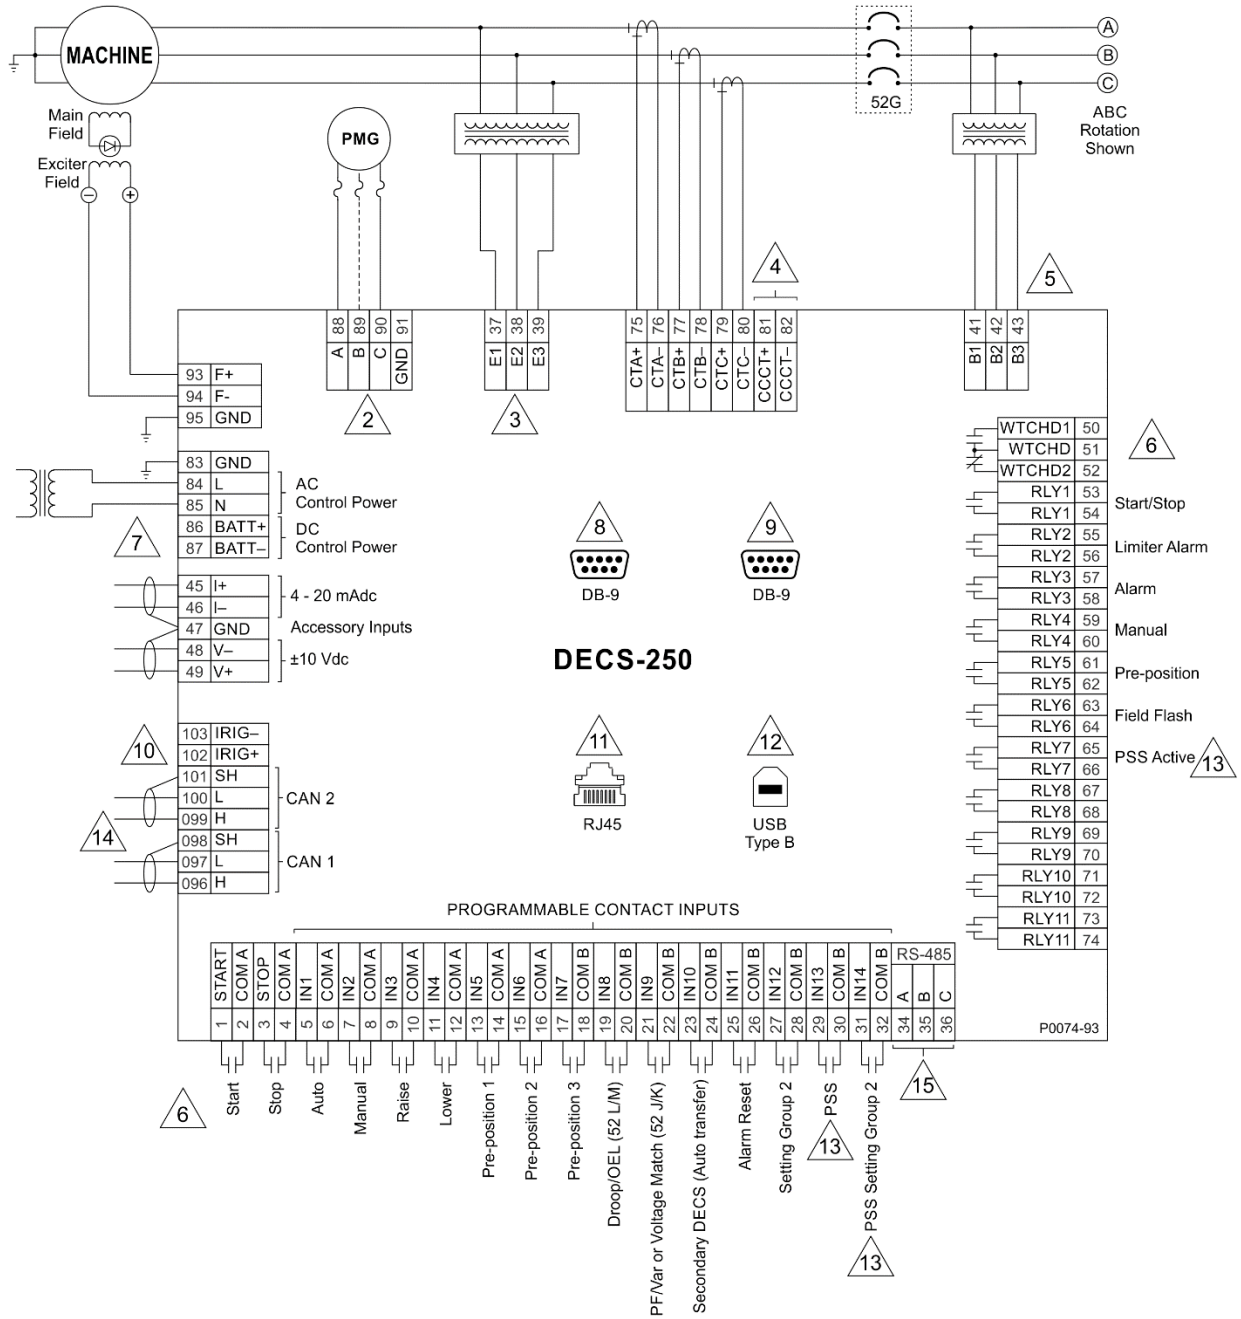 MACHINE
A
B
C
52G
ABC
Rotation
Shown
Main
Field
Exciter
Field
− +
PMG
4
5
88 A
89 B
90 C
91 GND
2
37 E1
38 E2
39 E3
3
75 CTA+
76 CTA–
77 CTB+
78 CTB–
79 CTC+
80 CTC–
81 CCCT+
82 CCCT–
41 B1
42 B2
43 B3
93 F+
94 F-
95 GND
83 GND
84 L
85 N
AC
Control Power
86 BATT+
87 BATT–
DC
Control Power
7
45 I+
46 I–
4 - 20 mAdc
47 GND
Accessory Inputs
48 V–
49 V+
±10 Vdc
10
103 IRIG–
102 IRIG+
101 SH
100 L
099 H
CAN 2
14
098 SH
097 L
096 H
CAN 1
8
DB-9
9
DB-9
DECS-250
11
RJ45
12
USB
Type B
WTCHD1 50
WTCHD 51
WTCHD2 52
6
RLY1 53
RLY1 54
Start/Stop
RLY2 55
RLY2 56
Limiter Alarm
RLY3 57
RLY3 58
Alarm
RLY4 59
RLY4 60
Manual
RLY5 61
RLY5 62
Pre-position
RLY6 63
RLY6 64
Field Flash
RLY7 65
RLY7 66
PSS Active 13
RLY8 67
RLY8 68
RLY9 69
RLY9 70
RLY10 71
RLY10 72
RLY11 73
RLY11 74
PROGRAMMABLE CONTACT INPUTS
START 1
COM A 2
STOP 3
COM A 4
IN1 5
COM A 6
IN2 7
COM A 8
IN3 9
COM A 10
IN4 11
COM A 12
IN5 13
COM A 14
IN6 15
COM A 16
IN7 17
COM B 18
IN8 19
COM B 20
IN9 21
COM B 22
IN10 23
COM B 24
IN11 25
COM B 26
IN12 27
COM B 28
IN13 29
COM B 30
IN14 31
COM B 32
RS-485
A 34
B 35
C 36
P0074-93
6
Start
Stop
Auto
Manual
Raise
Lower
Pre-position 1
Pre-position 2
Pre-position 3
Droop/OEL (52 L/M)
PF/Var or Voltage Match (52 J/K)
Secondary DECS (Auto transfer)
Alarm Reset
Setting Group 2
PSS
13
PSS Setting Group 2
13
15